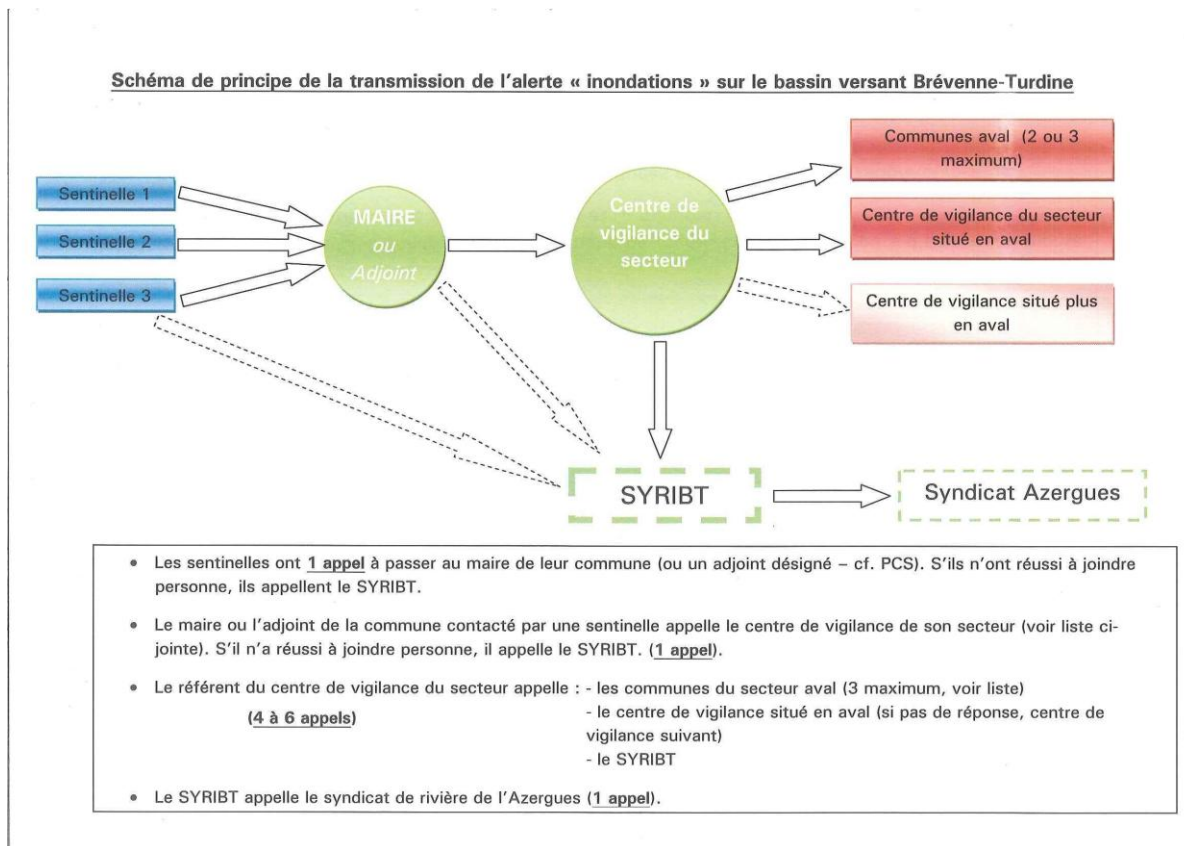 Schéma de principe de la transmission de l'alerte « inondations » sur le bassin versant Brévenne-Turdine
Communes aval (2 ou 3
maximum)
Sentinelle 1
Sentinelle 2
Sentinelle 3
MAIRE
ou
Adjoint
Centre de
vigilance du
secteur
Centre de vigilance du secteur
situé en aval
Centre de vigilance situé plus
en aval
SYRIBT
Syndicat Azergues
• Les sentinelles ont 1 appel à passer au maire de leur commune (ou un adjoint désigné – cf. PCS). S'ils n'ont réussi à joindre
personne, ils appellent le SYRIBT.
• Le maire ou l'adjoint de la commune contacté par une sentinelle appelle le centre de vigilance de son secteur (voir liste ci-
jointe). S'il n'a réussi à joindre personne, il appelle le SYRIBT. (1 appel).
• Le référent du centre de vigilance du secteur appelle : - les communes du secteur aval (3 maximum, voir liste)
(4 à 6 appels) - le centre de vigilance situé en aval (si pas de réponse, centre de
vigilance suivant)
- le SYRIBT
• Le SYRIBT appelle le syndicat de rivière de l'Azergues (1 appel).